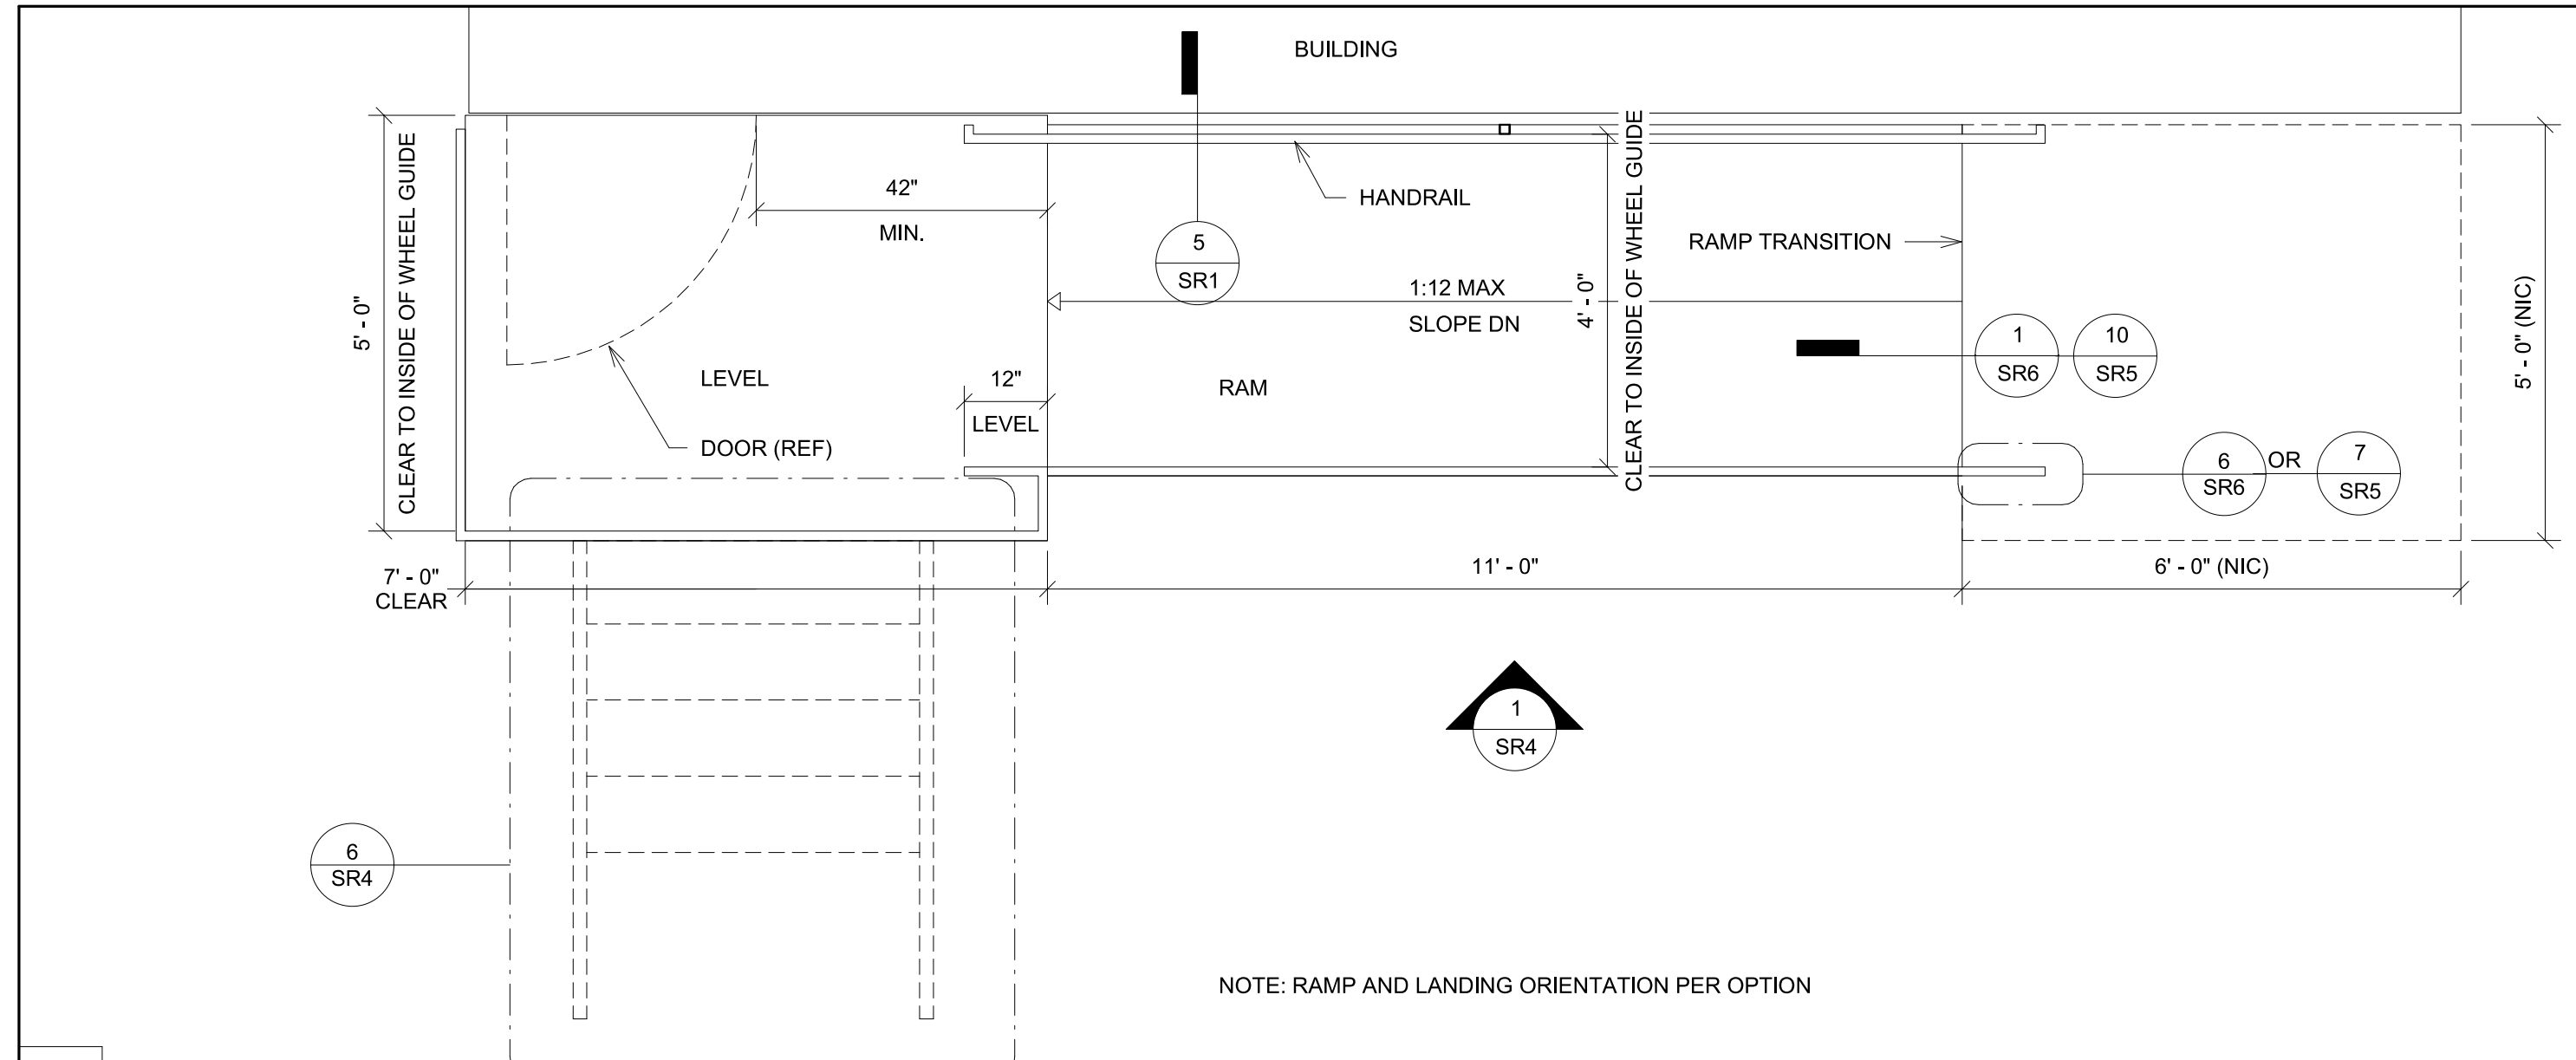 BUILDING
CLEAR TO INSIDE OF WHEEL GUIDE
5' - 0"
42"
MIN.
HANDRAIL
5
SR1
RAMP TRANSITION
1:12 MAX
SLOPE DN
4' - 0"
CLEAR TO INSIDE OF WHEEL GUIDE
5' - 0" (NIC)
1
SR6
10
SR5
LEVEL
12"
LEVEL
RAM
DOOR (REF)
6
SR6
OR
7
SR5
7' - 0"
CLEAR
11' - 0"
6' - 0" (NIC)
1
SR4
6
SR4
NOTE: RAMP AND LANDING ORIENTATION PER OPTION